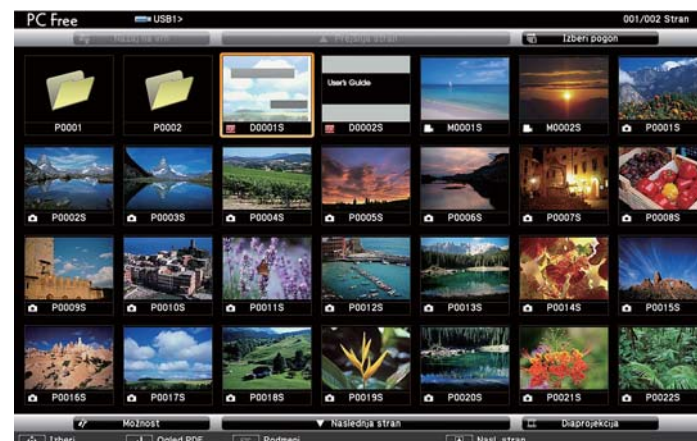 PC Free USB1> 001/002 Stran
Nazaj na vrh ▲ Prejšnja stran Izberi pogon
User's Guide
P0001 P0002 D0001S D0002S M0001S M0002S P0001S
P0002S P0003S P0004S P0005S P0006S P0007S P0008S
P0009S P0010S P0011S P0012S P0013S P0014S P0015S
P0016S P0017S P0018S P0019S P0020S P0021S P0022S
Možnost ▼ Naslednja stran Diaprojekcija
Izberi Ogled PDF Esc Podmeni Nasl. stran